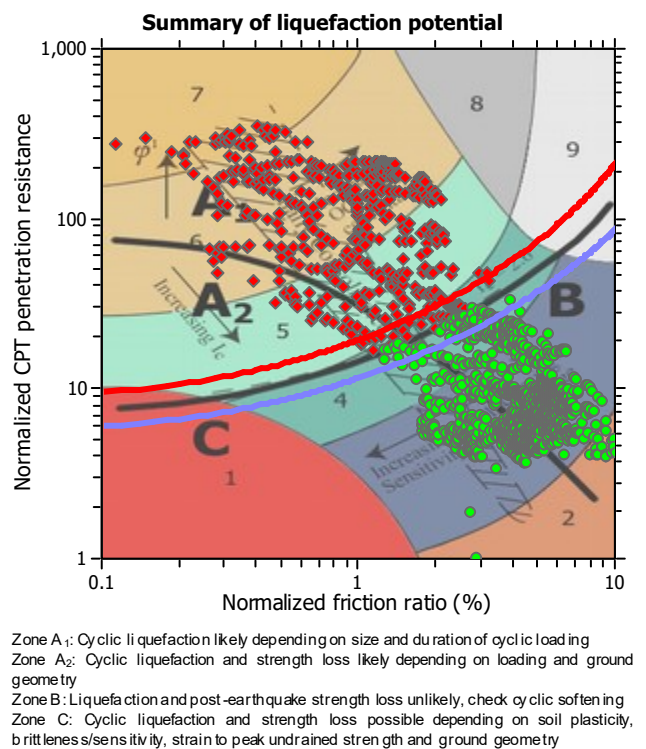 Summary of liquefaction potential
Normalized CPT penetration resistance
1,000
100
10
1
7
8
9
φ'
A₁
6
A₂
5
Increasing Ic
B
C
4
1
Increasing
Sensitivity
2
0.1
1
10
Normalized friction ratio (%)
Zone A₁: Cyclic liquefaction likely depending on size and duration of cyclic loading
Zone A₂: Cyclic liquefaction and strength loss likely depending on loading and ground
geometry
Zone B: Liquefaction and post-earthquake strength loss unlikely, check cyclic softening
Zone C: Cyclic liquefaction and strength loss possible depending on soil plasticity,
brittleness/sensitivity, strain to peak undrained strength and ground geometry